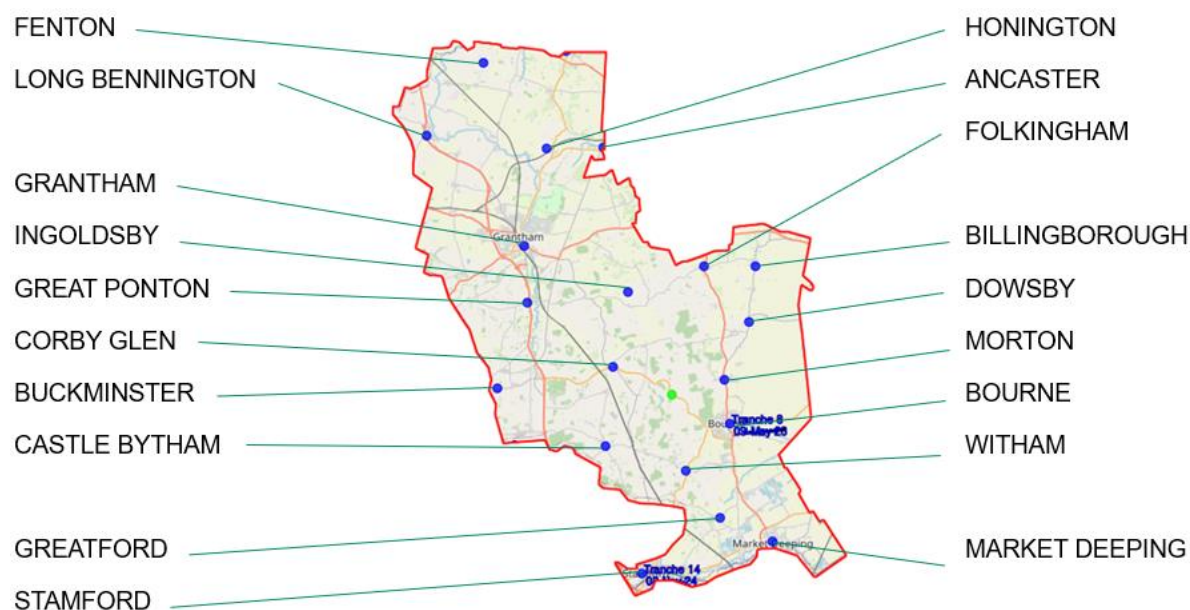 FENTON
LONG BENNINGTON
GRANTHAM
INGOLDSBY
GREAT PONTON
CORBY GLEN
BUCKMINSTER
CASTLE BYTHAM
GREATFORD
STAMFORD
HONINGTON
ANCASTER
FOLKINGHAM
BILLINGBOROUGH
DOWSBY
MORTON
BOURNE
WITHAM
MARKET DEEPING
Grantham
Tranche 8
Market Deeping
Tranche 14